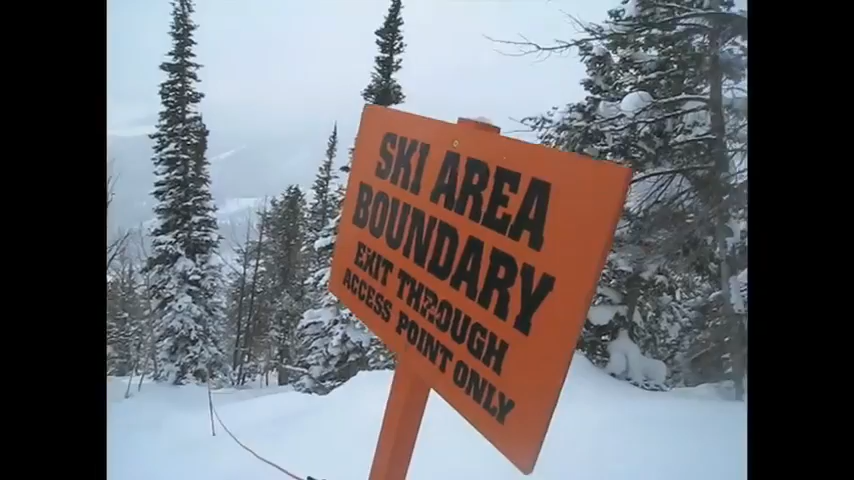 SKI AREA
BOUNDARY
EXIT THROUGH
ACCESS POINT ONLY